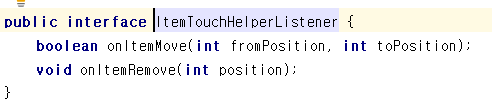 public interface ItemTouchHelperListener {
boolean onItemMove(int fromPosition, int toPosition);
void onItemRemove(int position);
}